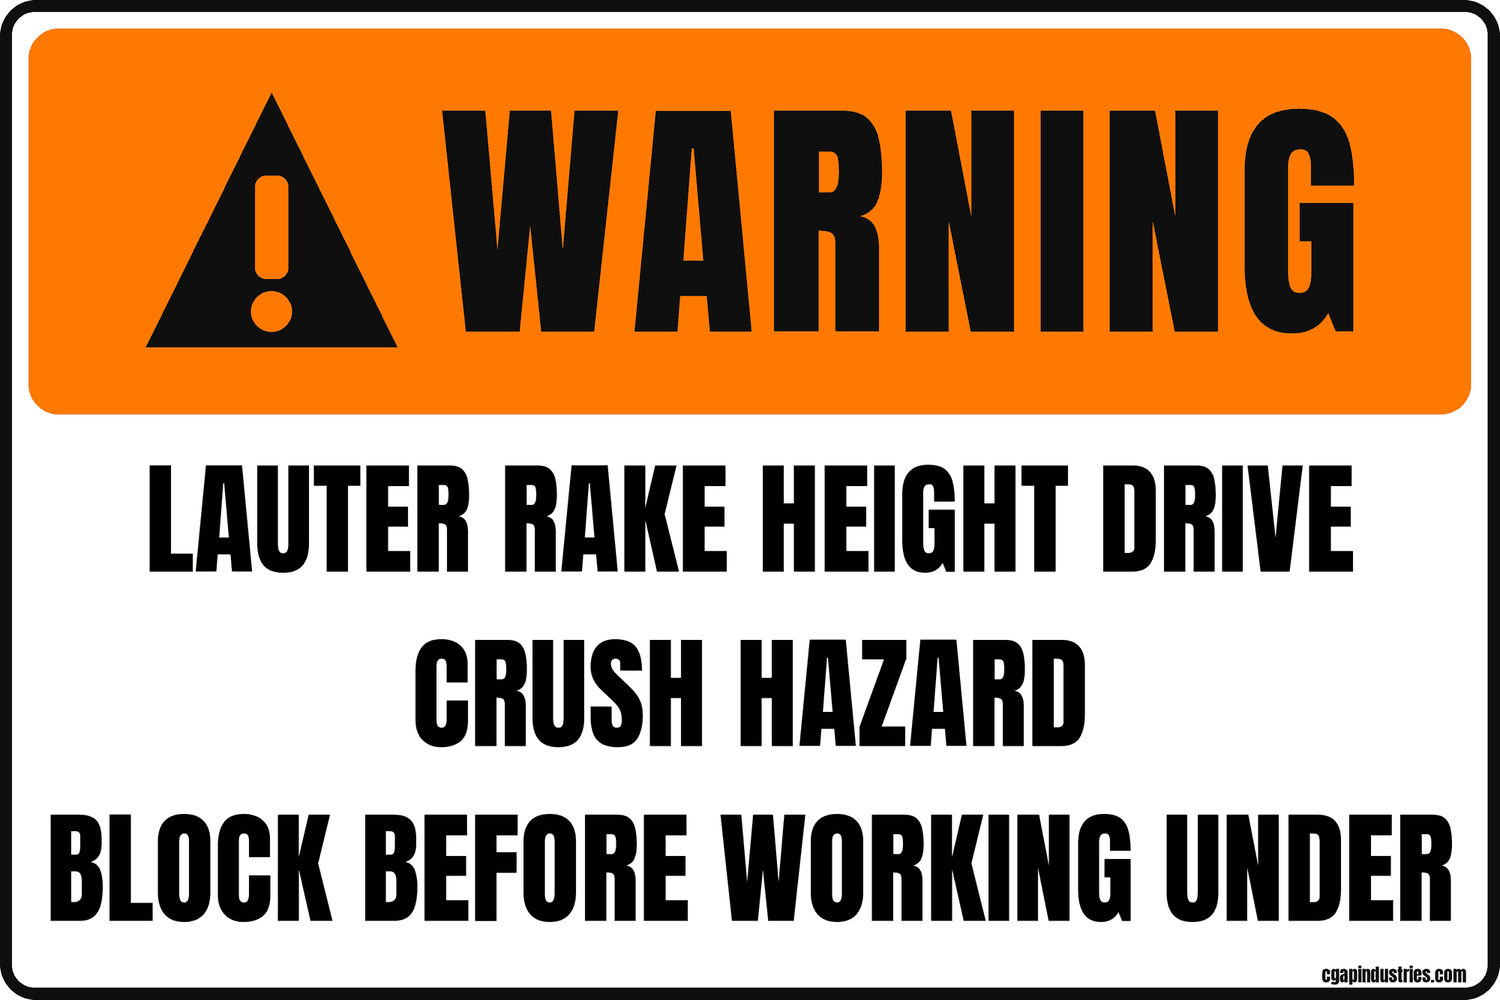 WARNING
LAUTER RAKE HEIGHT DRIVE
CRUSH HAZARD
BLOCK BEFORE WORKING UNDER
cgapindustries.com